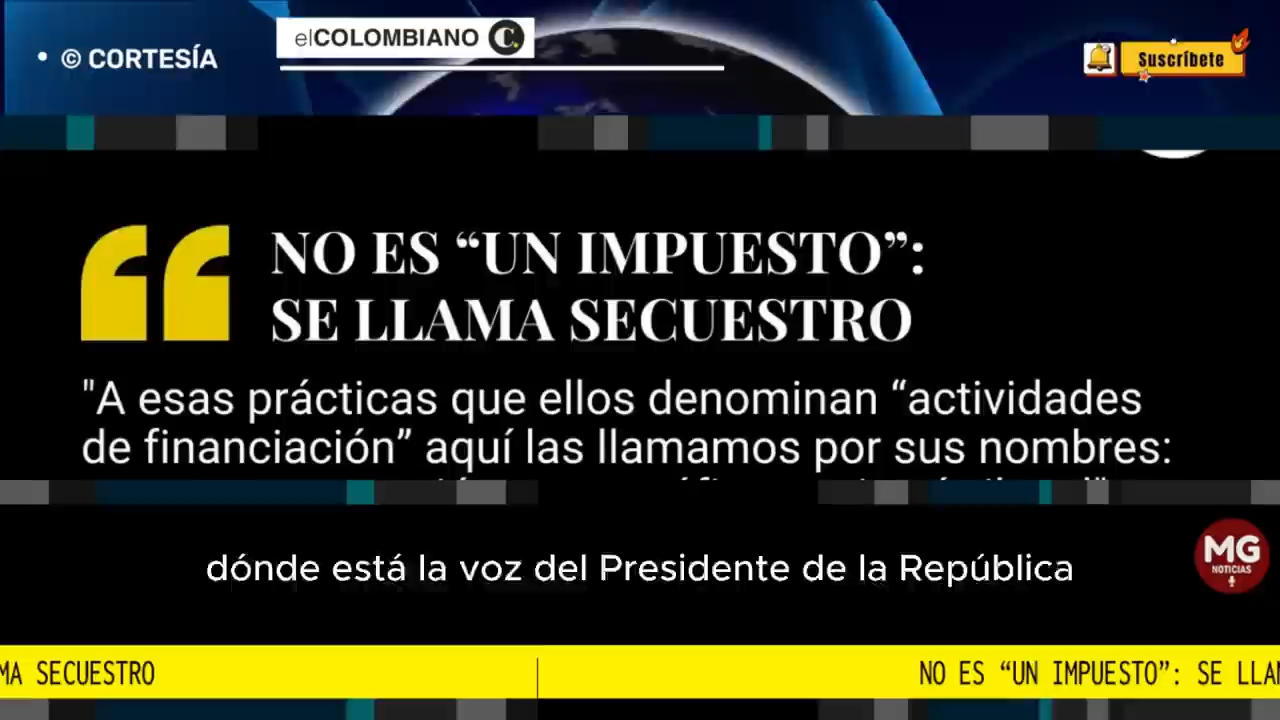 • © CORTESÍA
elCOLOMBIANO C
Suscríbete
NO ES “UN IMPUESTO”:
SE LLAMA SECUESTRO
"A esas prácticas que ellos denominan “actividades
de financiación” aquí las llamamos por sus nombres:
dónde está la voz del Presidente de la República
MG
NOTICIAS
MA SECUESTRO
NO ES “UN IMPUESTO”: SE LLAM